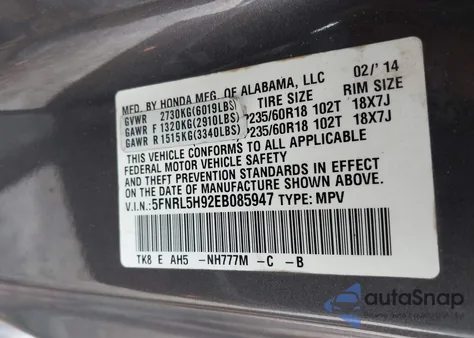 MFD. BY HONDA MFG. OF ALABAMA, LLC 02/'14
GVWR 2730KG(6019LBS) TIRE SIZE RIM SIZE
GAWR F 1320KG(2910LBS) P235/60R18 102T 18X7J
GAWR R 1515KG(3340LBS) P235/60R18 102T 18X7J
THIS VEHICLE CONFORMS TO ALL APPLICABLE
FEDERAL MOTOR VEHICLE SAFETY
AND THEFT PREVENTION STANDARDS IN EFFECT
ON THE DATE OF MANUFACTURE SHOWN ABOVE.
V.I.N.:5FNRL5H92EB085947 TYPE: MPV
TK8 E AH5 -NH777M -C -B
autoSnap